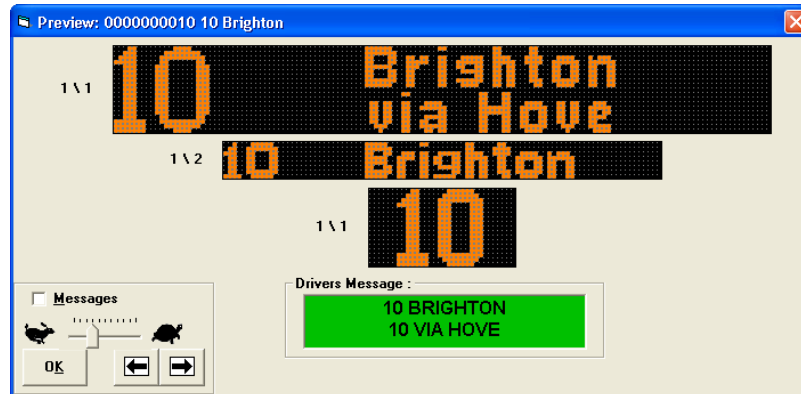 Preview: 0000000010 10 Brighton
1 \ 1
10 Brighton
via Hove
1 \ 2
10 Brighton
1 \ 1
10
Messages
Drivers Message :
10 BRIGHTON
10 VIA HOVE
OK